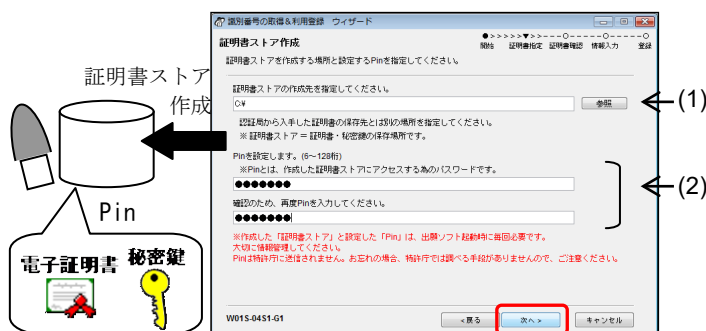 識別番号の取得＆利用登録 ウィザード
証明書ストア作成
●>>>>>▼>>---○-----○-----○
開始 証明書指定 証明書確認 情報入力 登録
証明書ストアを作成する場所と設定するPinを指定してください。
証明書ストアの作成先を指定してください。
C:¥
参照
(1)
認証局から入手した証明書の保存先とは別の場所を指定してください。
※証明書ストア＝証明書・秘密鍵の保存場所です。
Pinを設定します。(6～128桁)
※Pinとは、作成した証明書ストアにアクセスする為のパスワードです。
●●●●●●●
確認のため、再度Pinを入力してください。
●●●●●●●
(2)
※作成した「証明書ストア」と設定した「Pin」は、出願ソフト起動時に毎回必要です。
大切に情報管理してください。
Pinは特許庁に送信されません。お忘れの場合、特許庁では調べる手段がありませんので、ご注意ください。
W01S-04S1-G1
<戻る
次へ >
キャンセル
証明書ストア
作成
Pin
電子証明書
秘密鍵